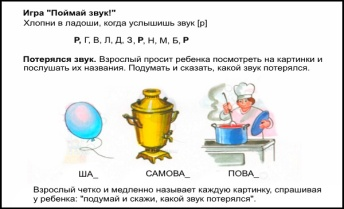 Игра "Поймай звук!"
Хлопни в ладоши, когда услышишь звук [р]
Р, Г, В, Л, Д, З, Р, Н, М, Б, Р
Потерялся звук. Взрослый просит ребенка посмотреть на картинки и
послушать их названия. Подумать и сказать, какой звук потерялся.
ША_ САМОВА_ ПОВА_
Взрослый четко и медленно называет каждую картинку, спрашивая
у ребенка: "подумай и скажи, какой звук потерялся".